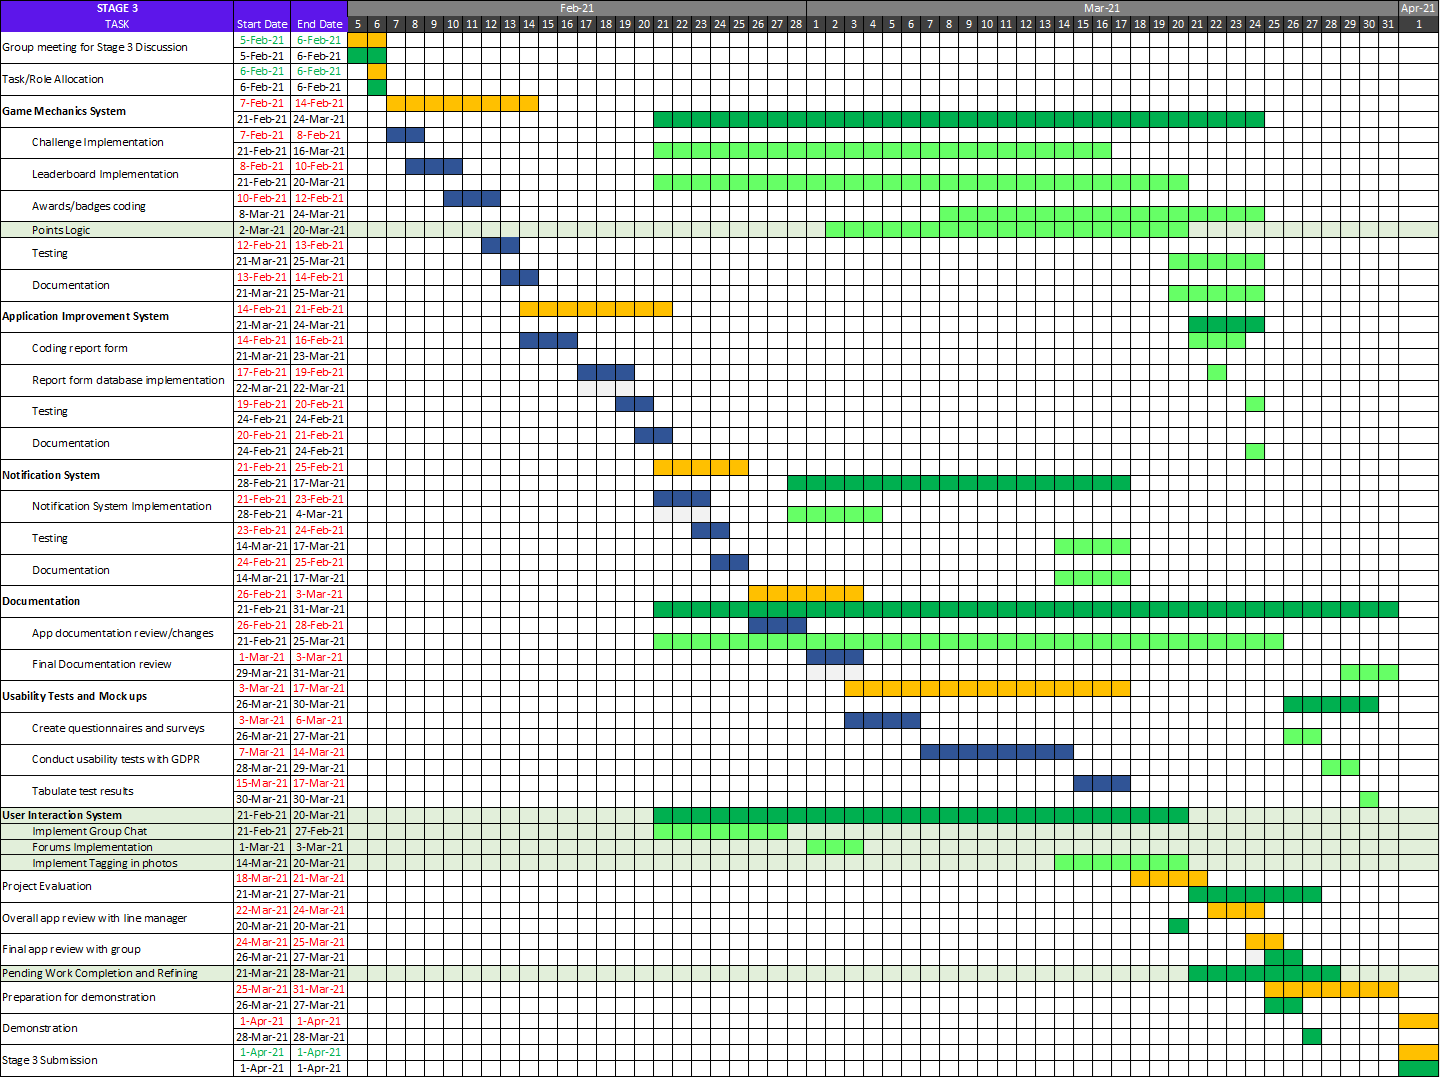 STAGE 3 Feb-21 Mar-21 Apr-21
TASK Start Date End Date 5 6 7 8 9 10 11 12 13 14 15 16 17 18 19 20 21 22 23 24 25 26 27 28 1 2 3 4 5 6 7 8 9 10 11 12 13 14 15 16 17 18 19 20 21 22 23 24 25 26 27 28 29 30 31 1
Group meeting for Stage 3 Discussion 5-Feb-21 6-Feb-21
5-Feb-21 6-Feb-21
Task/Role Allocation 6-Feb-21 6-Feb-21
6-Feb-21 6-Feb-21
Game Mechanics System 7-Feb-21 14-Feb-21
21-Feb-21 24-Mar-21
Challenge Implementation 7-Feb-21 8-Feb-21
21-Feb-21 16-Mar-21
Leaderboard Implementation 8-Feb-21 10-Feb-21
21-Feb-21 20-Mar-21
Awards/badges coding 10-Feb-21 12-Feb-21
8-Mar-21 24-Mar-21
Points Logic 2-Mar-21 20-Mar-21
Testing 12-Feb-21 13-Feb-21
21-Mar-21 25-Mar-21
Documentation 13-Feb-21 14-Feb-21
21-Mar-21 25-Mar-21
Application Improvement System 14-Feb-21 21-Feb-21
21-Mar-21 24-Mar-21
Coding report form 14-Feb-21 16-Feb-21
21-Mar-21 23-Mar-21
Report form database implementation 17-Feb-21 19-Feb-21
22-Mar-21 22-Mar-21
Testing 19-Feb-21 20-Feb-21
24-Feb-21 24-Feb-21
Documentation 20-Feb-21 21-Feb-21
24-Feb-21 24-Feb-21
Notification System 21-Feb-21 25-Feb-21
28-Feb-21 17-Mar-21
Notification System Implementation 21-Feb-21 23-Feb-21
28-Feb-21 4-Mar-21
Testing 23-Feb-21 24-Feb-21
14-Mar-21 17-Mar-21
Documentation 24-Feb-21 25-Feb-21
14-Mar-21 17-Mar-21
Documentation 26-Feb-21 3-Mar-21
21-Feb-21 31-Mar-21
App documentation review/changes 26-Feb-21 28-Feb-21
21-Feb-21 25-Mar-21
Final Documentation review 1-Mar-21 3-Mar-21
29-Mar-21 31-Mar-21
Usability Tests and Mock ups 3-Mar-21 17-Mar-21
26-Mar-21 30-Mar-21
Create questionnaires and surveys 3-Mar-21 6-Mar-21
26-Mar-21 27-Mar-21
Conduct usability tests with GDPR 7-Mar-21 14-Mar-21
28-Mar-21 29-Mar-21
Tabulate test results 15-Mar-21 17-Mar-21
30-Mar-21 30-Mar-21
User Interaction System 21-Feb-21 20-Mar-21
Implement Group Chat 21-Feb-21 27-Feb-21
Forums Implementation 1-Mar-21 3-Mar-21
Implement Tagging in photos 14-Mar-21 20-Mar-21
Project Evaluation 18-Mar-21 21-Mar-21
21-Mar-21 27-Mar-21
Overall app review with line manager 22-Mar-21 24-Mar-21
20-Mar-21 20-Mar-21
Final app review with group 24-Mar-21 25-Mar-21
26-Mar-21 27-Mar-21
Pending Work Completion and Refining 21-Mar-21 28-Mar-21
Preparation for demonstration 25-Mar-21 31-Mar-21
26-Mar-21 27-Mar-21
Demonstration 1-Apr-21 1-Apr-21
28-Mar-21 28-Mar-21
Stage 3 Submission 1-Apr-21 1-Apr-21
1-Apr-21 1-Apr-21